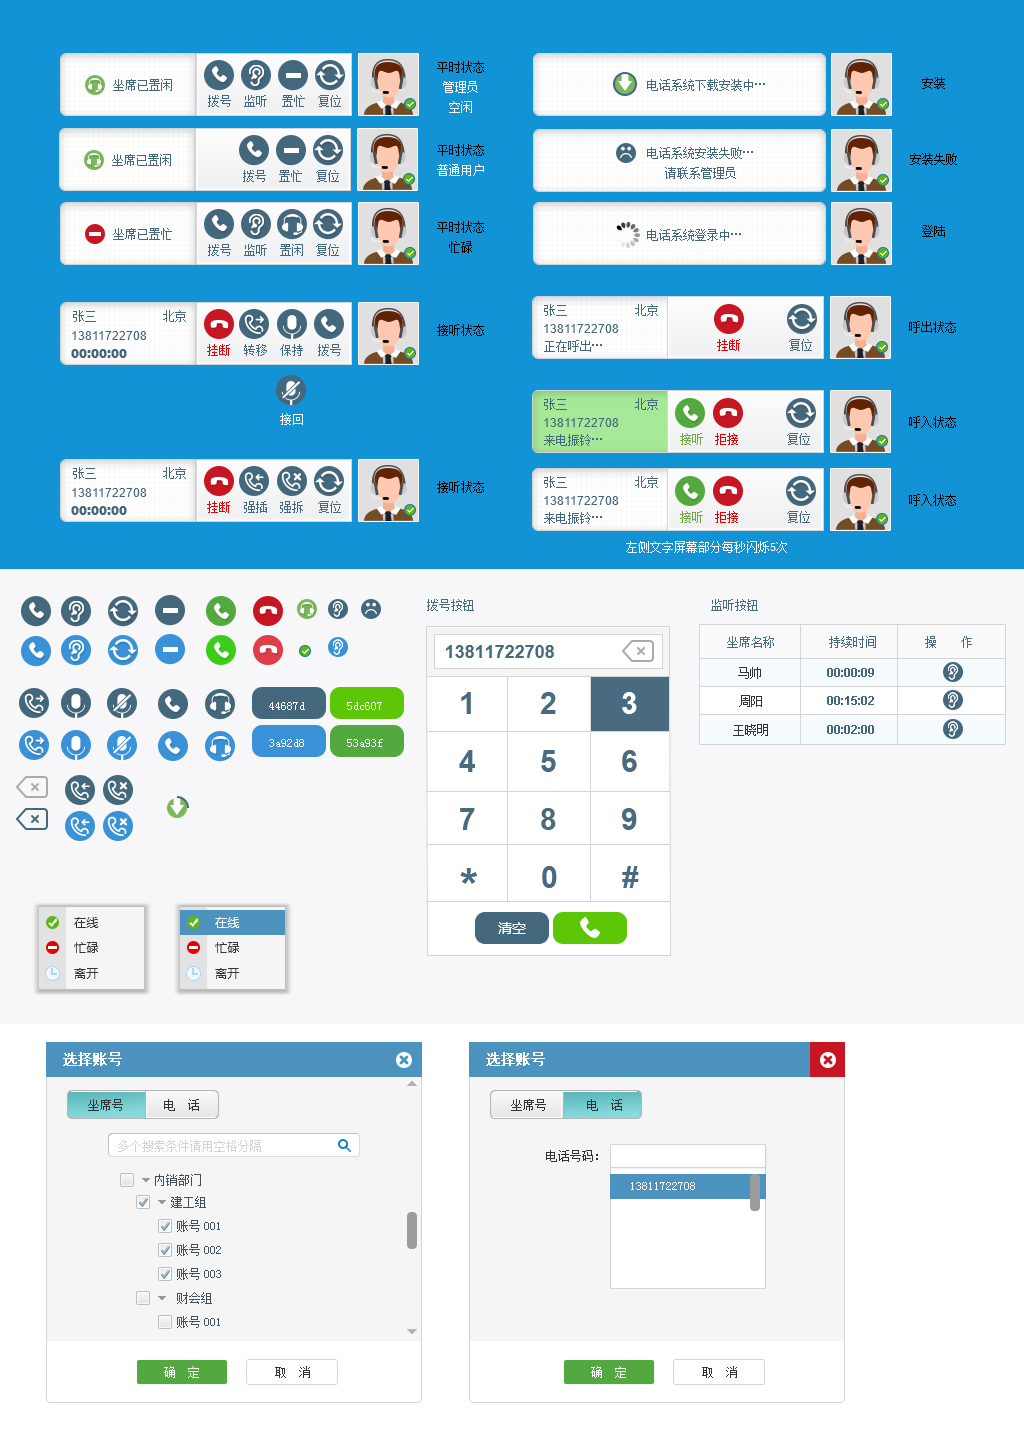 坐席已置闲
拨号 监听 置忙 复位
平时状态
管理员
空闲
电话系统下载安装中…
安装
坐席已置闲
拨号 置忙 复位
平时状态
普通用户
电话系统安装失败…
请联系管理员
安装失败
坐席已置忙
拨号 监听 置闲 复位
平时状态
忙碌
电话系统登录中…
登陆
张三 北京
13811722708
00:00:00
挂断 转移 保持 拨号
接听状态
张三 北京
13811722708
正在呼出…
挂断 复位
呼出状态
接回
张三 北京
13811722708
来电振铃…
接听 拒接 复位
呼入状态
张三 北京
13811722708
00:00:00
挂断 强插 强拆 复位
接听状态
张三 北京
13811722708
来电振铃…
接听 拒接 复位
呼入状态
左侧文字屏幕部分每秒闪烁5次
44687d 5dc607
3a92d8 53a93f
在线
忙碌
离开
在线
忙碌
离开
拨号按钮
13811722708
1 2 3
4 5 6
7 8 9
* 0 #
清空
监听按钮
坐席名称 持续时间 操 作
马帅 00:00:09
周阳 00:15:02
王晓明 00:02:00
选择账号
坐席号 电 话
多个搜索条件请用空格分隔
内销部门
建工组
账号 001
账号 002
账号 003
财会组
账号 001
确 定 取 消
选择账号
坐席号 电 话
电话号码：
13811722708
确 定 取 消